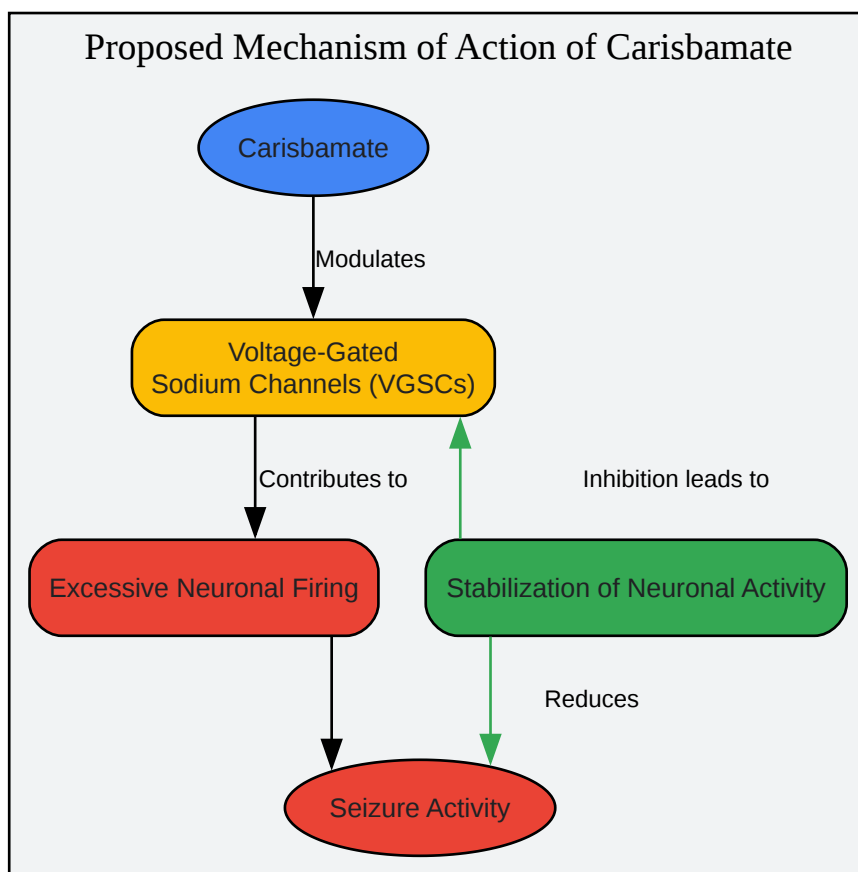 Proposed Mechanism of Action of Carisbamate
Carisbamate
Modulates
Voltage-Gated
Sodium Channels (VGSCs)
Contributes to
Inhibition leads to
Excessive Neuronal Firing
Stabilization of Neuronal Activity
Reduces
Seizure Activity